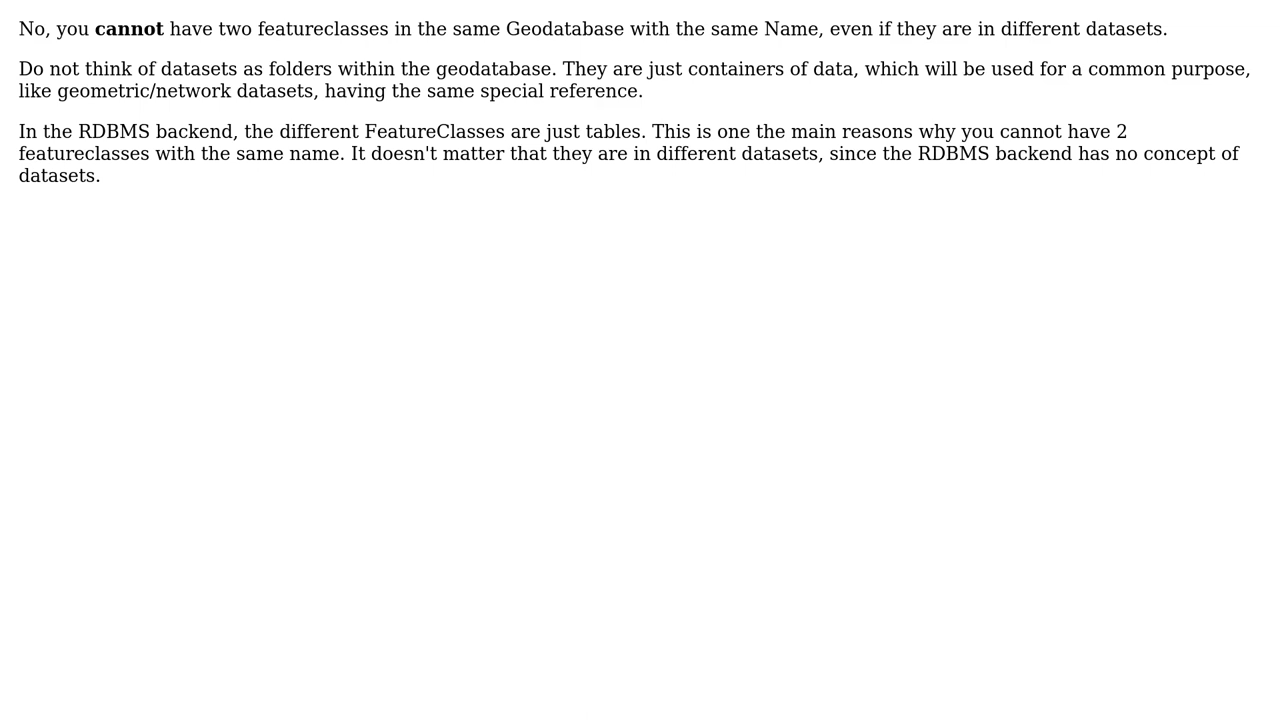 No, you cannot have two featureclasses in the same Geodatabase with the same Name, even if they are in different datasets.
Do not think of datasets as folders within the geodatabase. They are just containers of data, which will be used for a common purpose,
like geometric/network datasets, having the same special reference.
In the RDBMS backend, the different FeatureClasses are just tables. This is one the main reasons why you cannot have 2
featureclasses with the same name. It doesn't matter that they are in different datasets, since the RDBMS backend has no concept of
datasets.